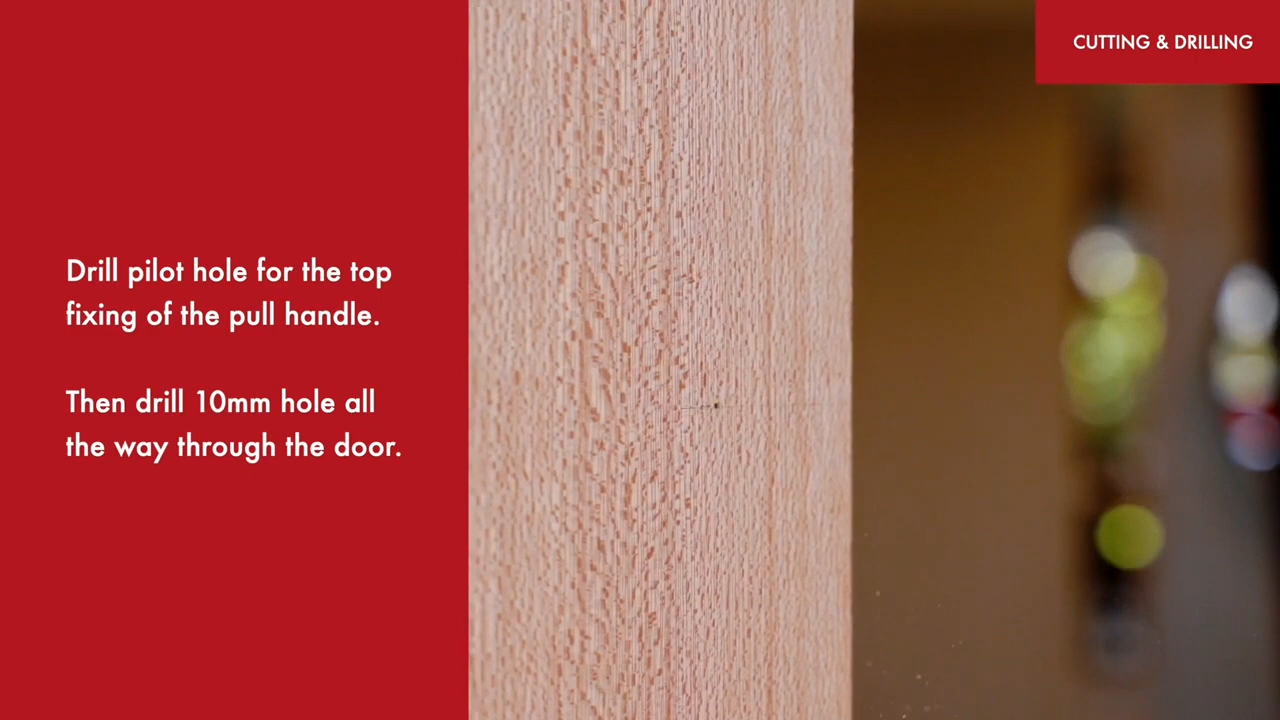 CUTTING & DRILLING
Drill pilot hole for the top
fixing of the pull handle.
Then drill 10mm hole all
the way through the door.